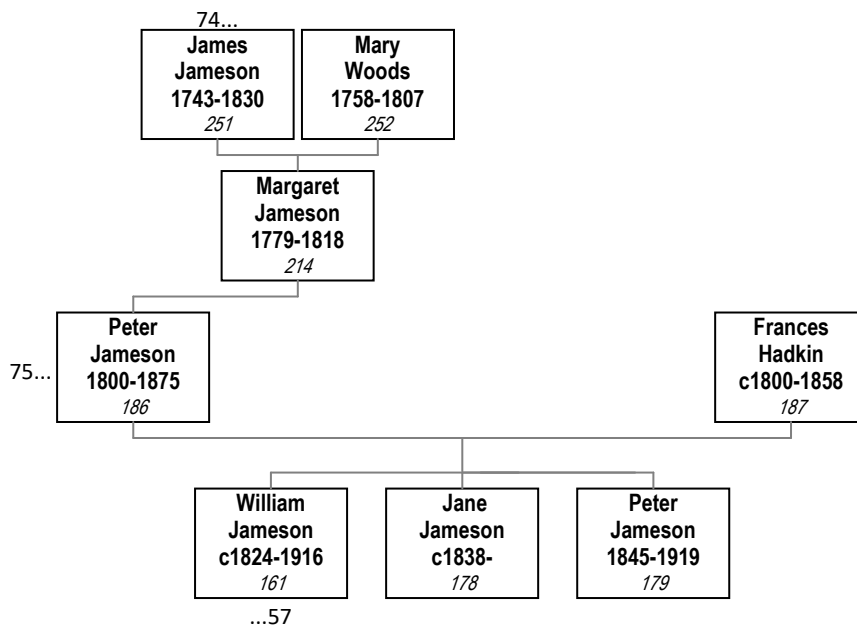 74...
James
Jameson
1743-1830
251
Mary
Woods
1758-1807
252
Margaret
Jameson
1779-1818
214
75...
Peter
Jameson
1800-1875
186
Frances
Hadkin
c1800-1858
187
William
Jameson
c1824-1916
161
Jane
Jameson
c1838-
178
Peter
Jameson
1845-1919
179
...57